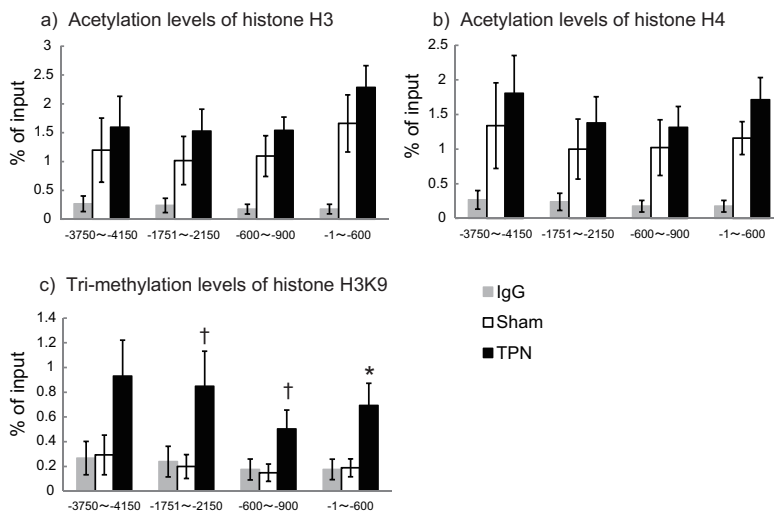 a) Acetylation levels of histone H3
% of input
3
2.5
2
1.5
1
0.5
0
-3750～-4150 -1751～-2150 -600～-900 -1～-600
b) Acetylation levels of histone H4
% of input
2.5
2
1.5
1
0.5
0
-3750～-4150 -1751～-2150 -600～-900 -1～-600
c) Tri-methylation levels of histone H3K9
% of input
1.4
1.2
1
0.8
0.6
0.4
0.2
0
† † *
-3750～-4150 -1751～-2150 -600～-900 -1～-600
IgG
Sham
TPN